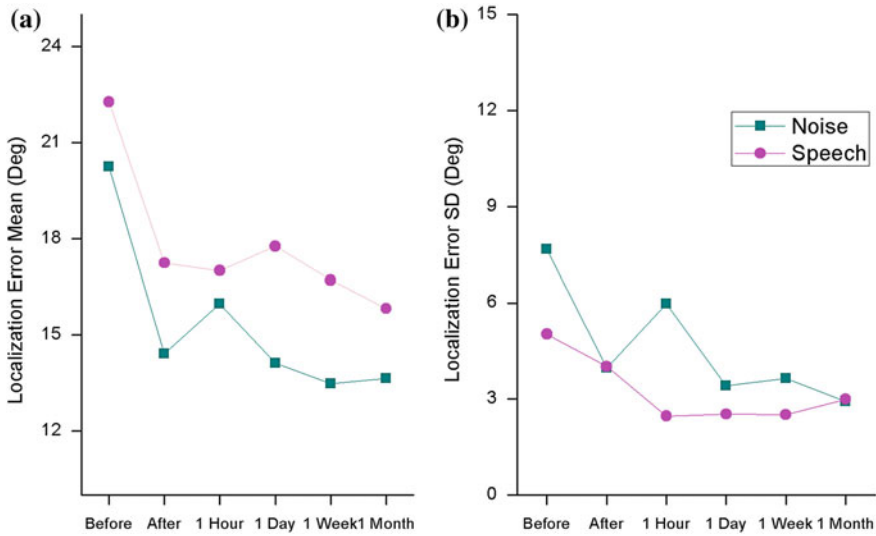 (a)
Localization Error Mean (Deg)
24
21
18
15
12
Before After 1 Hour 1 Day 1 Week 1 Month
(b)
Localization Error SD (Deg)
15
12
9
6
3
0
Noise
Speech
Before After 1 Hour 1 Day 1 Week 1 Month